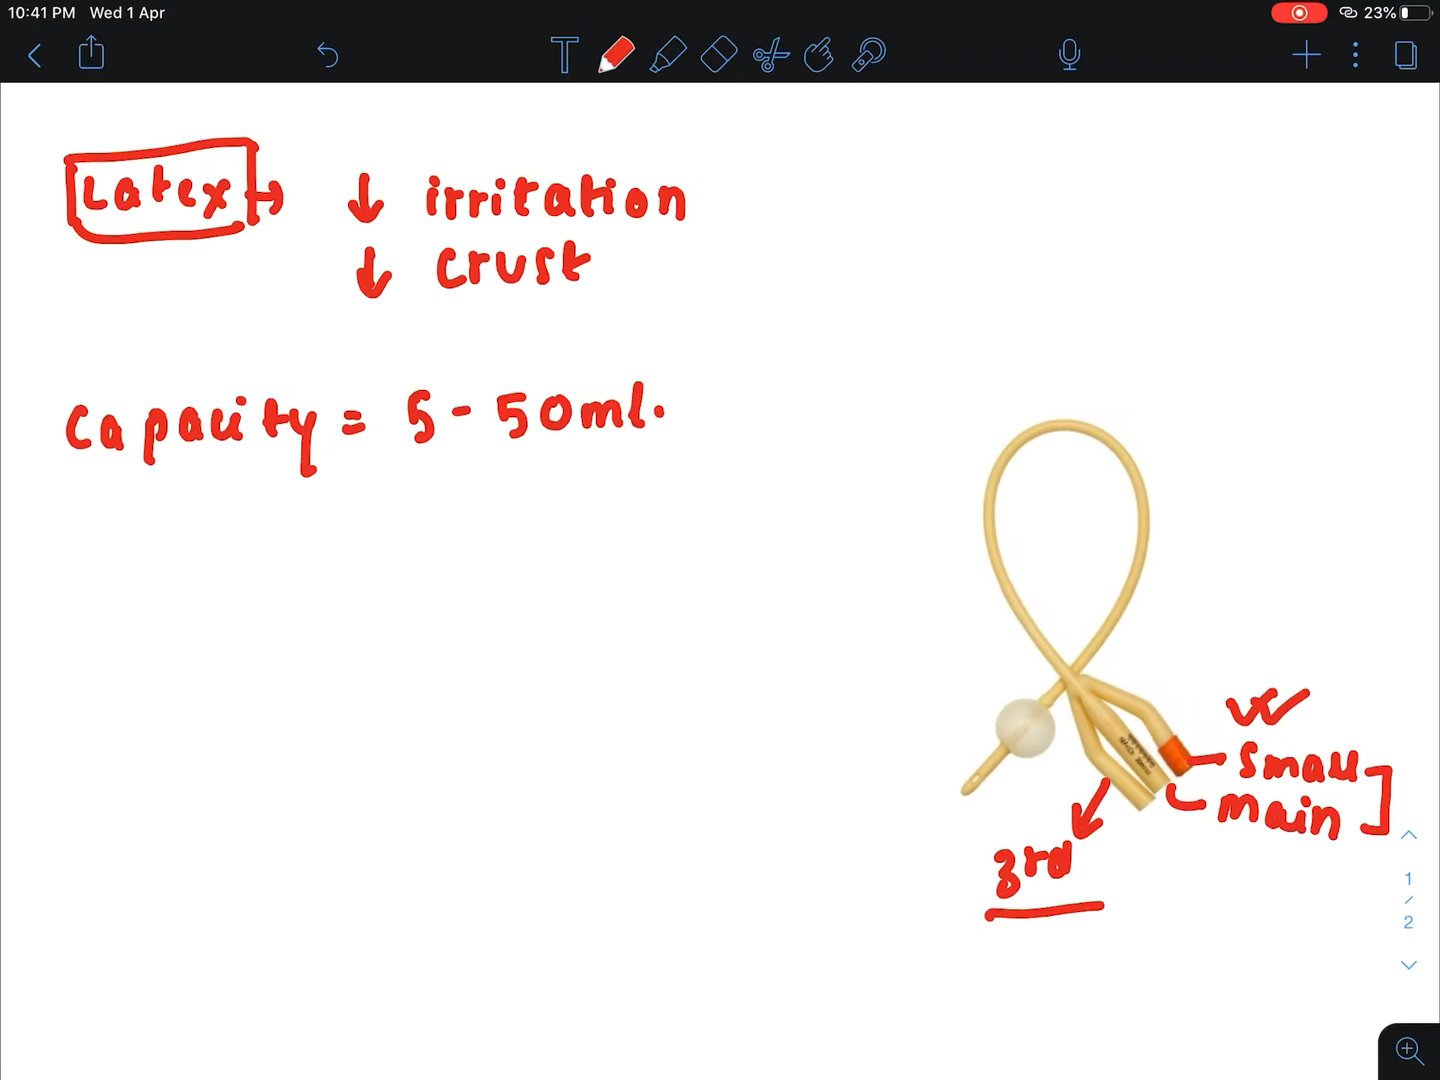 10:41 PM Wed 1 Apr
23%
Latex → ↓ irritation
↓ crust
Capacity = 5 - 50ml.
small
main
3rd
1
/
2